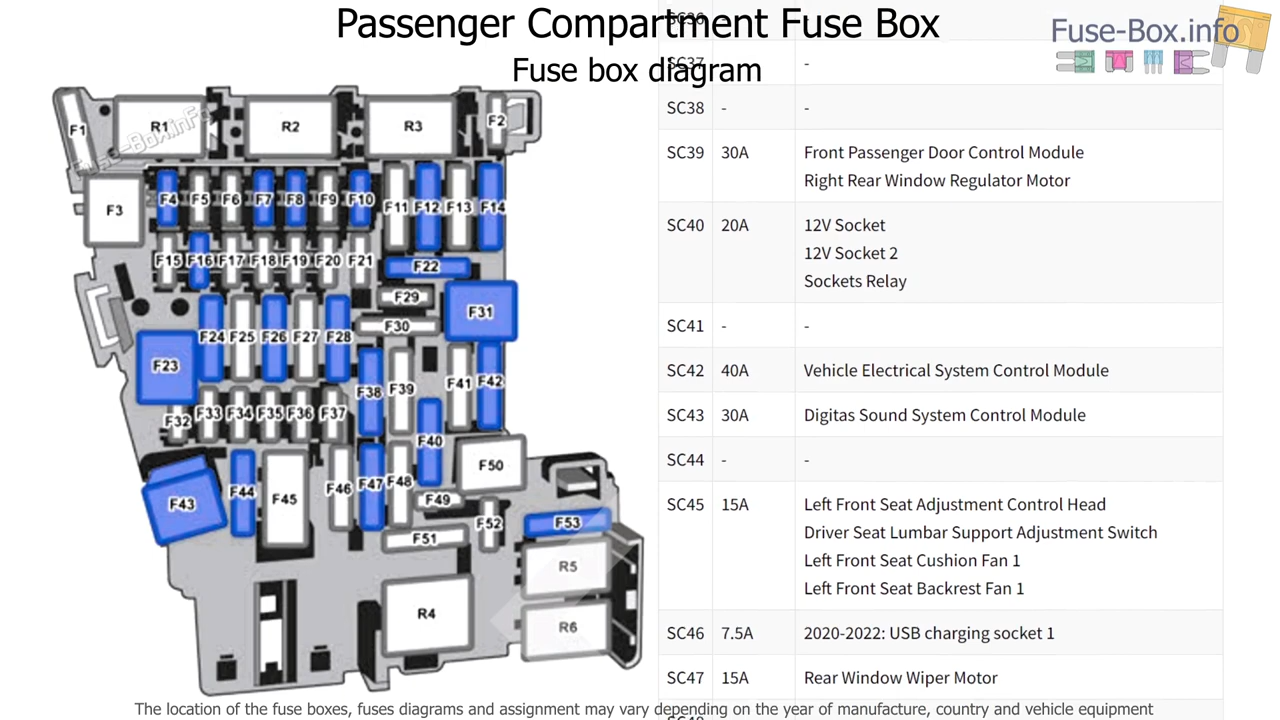 Passenger Compartment Fuse Box
Fuse box diagram
Fuse-Box.info
Fuse-Box.info
F1
R1
R2
R3
F2
F3
F4 F5 F6 F7 F8 F9 F10 F11 F12 F13 F14
F15 F16 F17 F18 F19 F20 F21
F22
F29
F30
F31
F23
F24 F25 F26 F27 F28
F38 F39 F41 F42
F32 F33 F34 F35 F36 F37
F40
F43 F44 F45 F46 F47 F48
F50
F49
F52 F53
F51
R5
R4
R6
SC36 - -
SC37 -
SC38 - -
SC39 30A Front Passenger Door Control Module
Right Rear Window Regulator Motor
SC40 20A 12V Socket
12V Socket 2
Sockets Relay
SC41 - -
SC42 40A Vehicle Electrical System Control Module
SC43 30A Digitas Sound System Control Module
SC44 - -
SC45 15A Left Front Seat Adjustment Control Head
Driver Seat Lumbar Support Adjustment Switch
Left Front Seat Cushion Fan 1
Left Front Seat Backrest Fan 1
SC46 7.5A 2020-2022: USB charging socket 1
SC47 15A Rear Window Wiper Motor
The location of the fuse boxes, fuses diagrams and assignment may vary depending on the year of manufacture, country and vehicle equipment